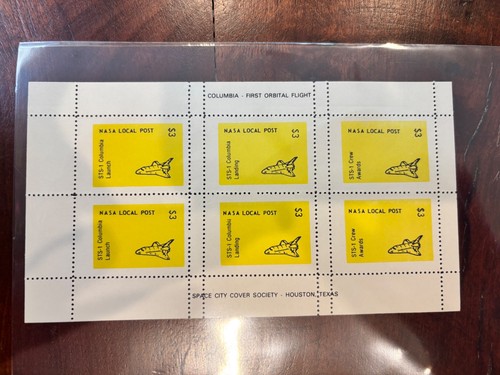 COLUMBIA - FIRST ORBITAL FLIGHT
NASA LOCAL POST
$3
STS-1 Columbia
Launch
NASA LOCAL POST
$3
STS-1 Columbia
Landing
NASA LOCAL POST
$3
STS-1 Crew
Awards
NASA LOCAL POST
$3
STS-1 Columbia
Launch
NASA LOCAL POST
$3
STS-1 Columbia
Landing
NASA LOCAL POST
$3
STS-1 Crew
Awards
SPACE CITY COVER SOCIETY - HOUSTON, TEXAS